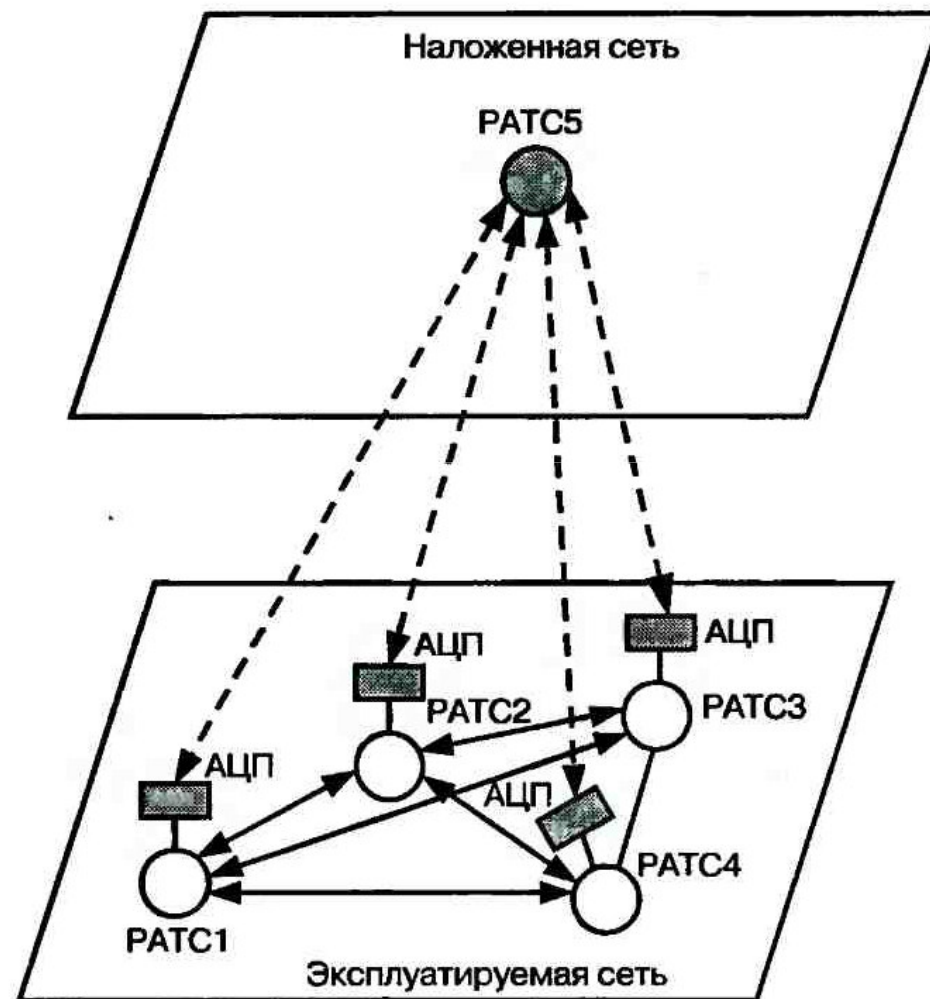 Наложенная сеть
РАТС5
АЦП
АЦП
РАТС2
РАТС3
АЦП
АЦП
РАТС4
РАТС1
Эксплуатируемая сеть